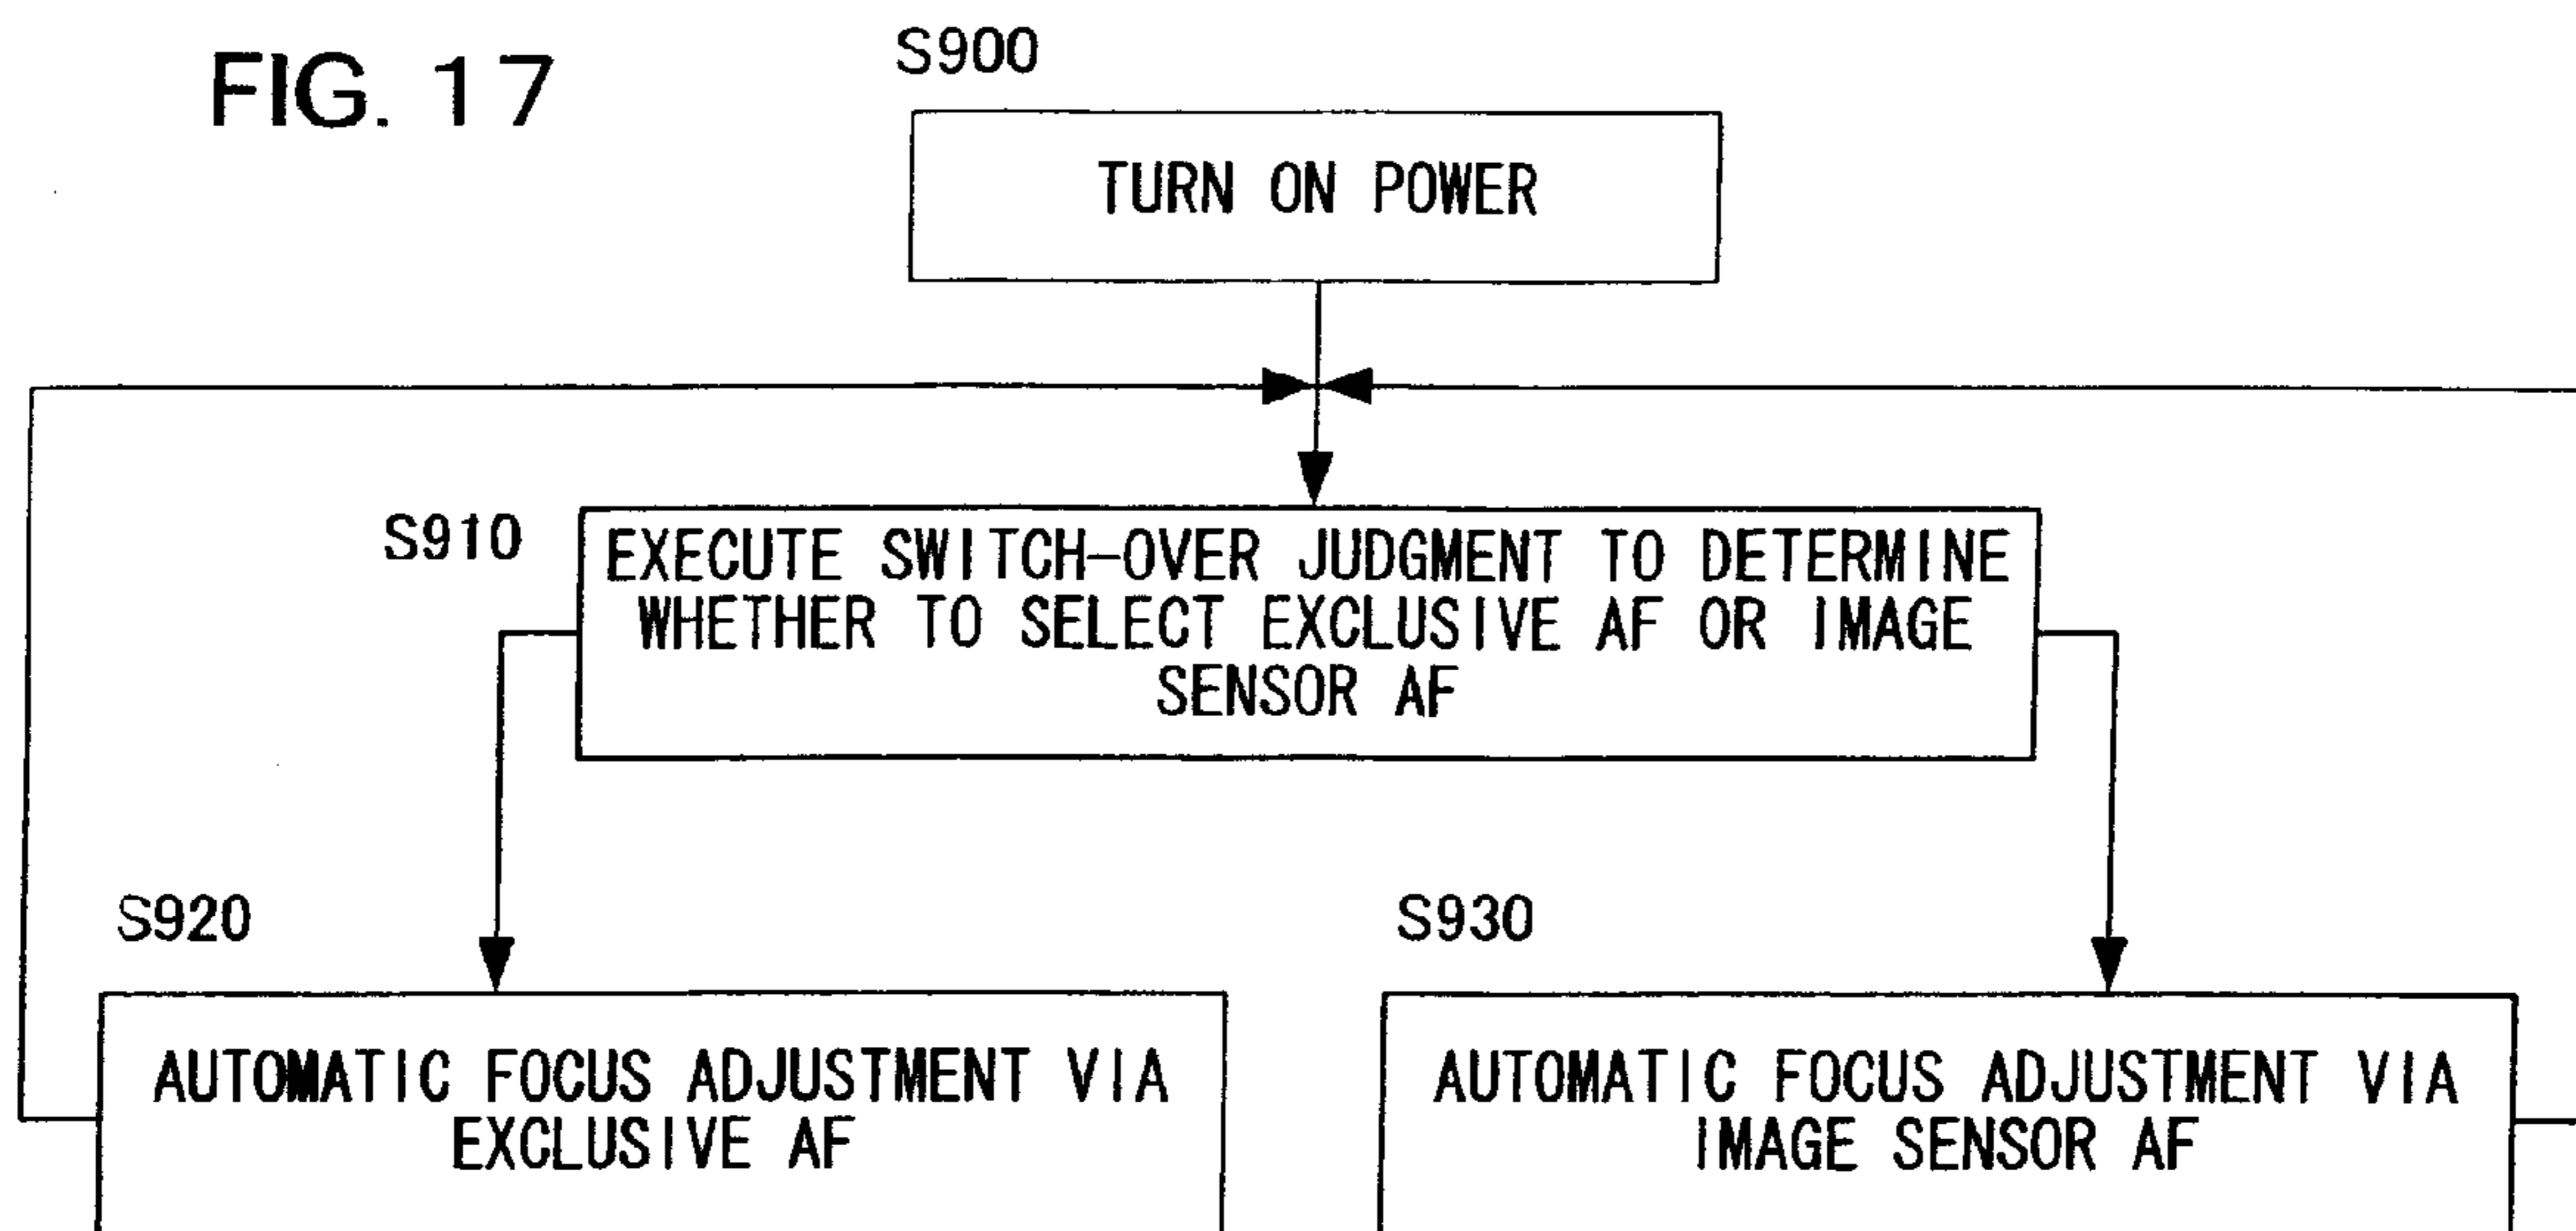 FIG. 17
S900
TURN ON POWER
S910
EXECUTE SWITCH-OVER JUDGMENT TO DETERMINE
WHETHER TO SELECT EXCLUSIVE AF OR IMAGE
SENSOR AF
S920
AUTOMATIC FOCUS ADJUSTMENT VIA
EXCLUSIVE AF
S930
AUTOMATIC FOCUS ADJUSTMENT VIA
IMAGE SENSOR AF